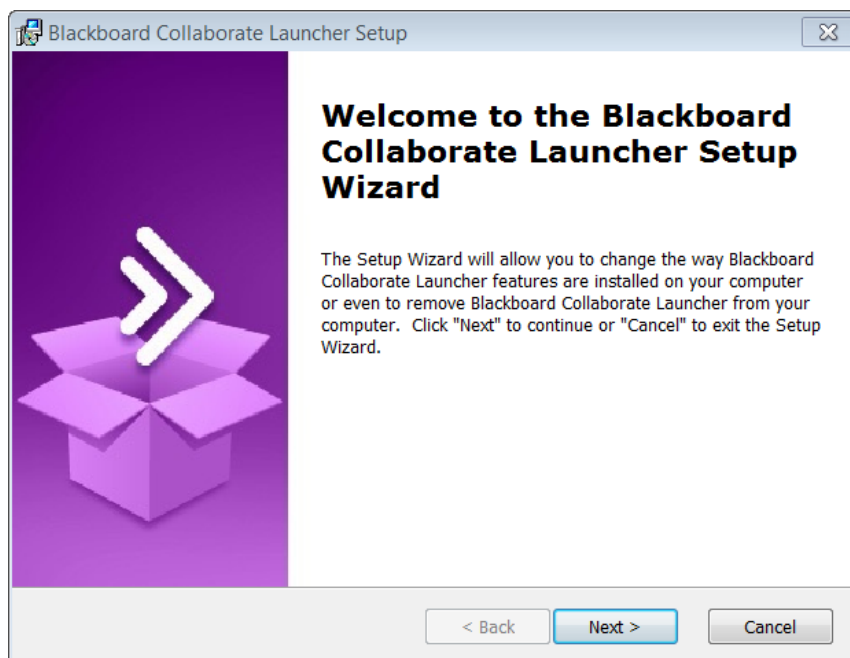 Blackboard Collaborate Launcher Setup
Welcome to the Blackboard
Collaborate Launcher Setup
Wizard
The Setup Wizard will allow you to change the way Blackboard
Collaborate Launcher features are installed on your computer
or even to remove Blackboard Collaborate Launcher from your
computer.  Click "Next" to continue or "Cancel" to exit the Setup
Wizard.
< Back
Next >
Cancel